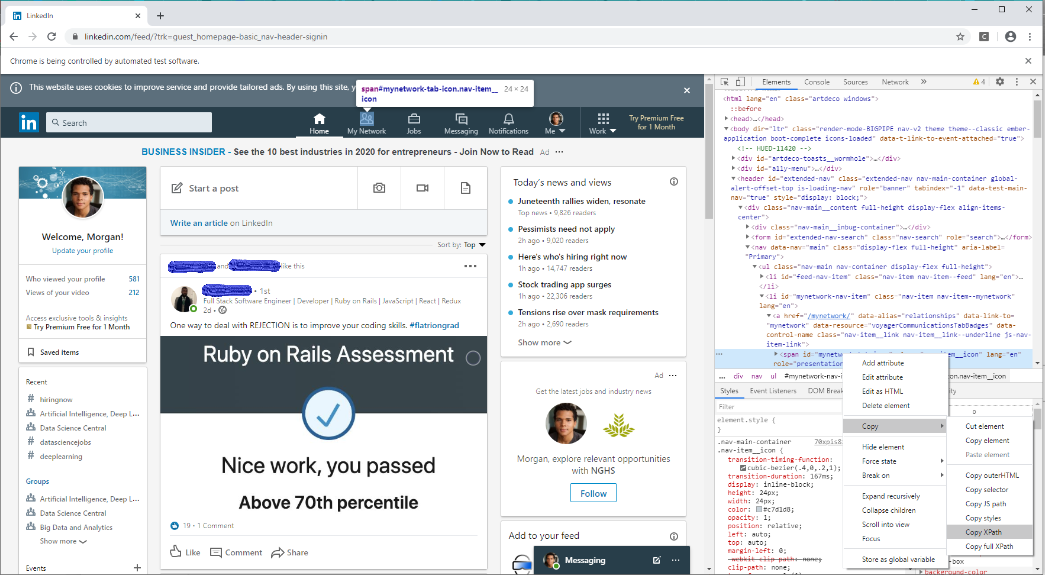 LinkedIn
linkedin.com/feed/?trk=guest_homepage-basic_nav-header-signin
Chrome is being controlled by automated test software.
This website uses cookies to improve service and provide tailored ads. By using this site, y
span#mynetwork-tab-icon.nav-item__icon
24 × 24
in
Search
Home
My Network
Jobs
Messaging
Notifications
Me
Work
Try Premium Free
for 1 Month
BUSINESS INSIDER - See the 10 best industries in 2020 for entrepreneurs - Join Now to Read Ad
Welcome, Morgan!
Update your profile
Who viewed your profile 581
Views of your video 212
Access exclusive tools & insights
Try Premium Free for 1 Month
Saved items
Recent
# hiringnow
Artificial Intelligence, Deep L...
Data Science Central
# datasciencejobs
# deeplearning
Groups
Artificial Intelligence, Deep L...
Data Science Central
Big Data and Analytics
Show more
Events +
Start a post
Write an article on LinkedIn
Sort by: Top
and
like this
• 1st
Full Stack Software Engineer | Developer | Ruby on Rails | JavaScript | React | Redux
2d •
One way to deal with REJECTION is to improve your coding skills. #flatirongrad
Ruby on Rails Assessment
Nice work, you passed
Above 70th percentile
19 • 1 Comment
Like
Comment
Share
Today's news and views
Juneteenth rallies widen, resonate
Top news • 9,826 readers
Pessimists need not apply
2h ago • 9,020 readers
Here's who's hiring right now
1h ago • 14,747 readers
Stock trading app surges
1h ago • 22,306 readers
Tensions rise over mask requirements
2h ago • 2,690 readers
Show more
Ad
Get the latest jobs and industry news
Morgan, explore relevant opportunities
with NGHS
Follow
Add to your feed
Messaging
Elements
Console
Sources
Network
»
4
<html lang="en" class="artdeco windows">
::before
<head>…</head>
<body dir="ltr" class="render-mode-BIGPIPE nav-v2 theme theme--classic ember-
application boot-complete icons-loaded" data-t-link-to-event-attached="true">
<!-- HUED-11420 -->
<div id="artdeco-toasts__wormhole">…</div>
<div id="ally-menu">…</div>
<header id="extended-nav" class="nav-main-container global-
alert-offset-top is-loading-nav" role="banner" tabindex="-1" data-test-main-
nav="true" style="display: block;">
<div class="nav-main__content full-height display-flex align-items-
center">
<div class="nav-main__inbug-container">…</div>
<form id="extended-nav-search" class="nav-search" role="search">…</form>
<nav data-nav="main" class="display-flex full-height" aria-label=
"Primary">
<ul class="nav-main nav-container display-flex full-height">
<li id="feed-nav-item" class="nav-item nav-item--feed" lang="en">…
</li>
<li id="mynetwork-nav-item" class="nav-item nav-item--mynetwork"
lang="en">
<a href="/mynetwork/" data-alias="relationships" data-link-to=
"mynetwork" data-resource="voyagerCommunicationsTabBadges" data-
control-name class="nav-item__link nav-item__link--underline js-nav-
item-link">
<span id="mynetwork-tab-icon" class="nav-item__icon" lang="en"
role="presentation
... div nav ul #mynetwork-nav-i
con.nav-item__icon
Styles
Event Listeners
DOM Break
Filter
element.style {
}
.nav-main-container
.nav-item__icon {
transition-timing-function:
cubic-bezier(.4,0,.2,1);
transition-duration: 167ms;
display: inline-block;
height: 24px;
width: 24px;
color: #c7d1d8;
opacity: 1;
position: relative;
left: auto;
top: auto;
margin-left: 0;
-webkit-clip-path: none;
clip-path: none;
Add attribute
Edit attribute
Edit as HTML
Delete element
Copy
Hide element
Force state
Break on
Expand recursively
Collapse children
Scroll into view
Focus
Store as global variable
Cut element
Copy element
Paste element
Copy outerHTML
Copy selector
Copy JS path
Copy styles
Copy XPath
Copy full XPath
-box
background-color